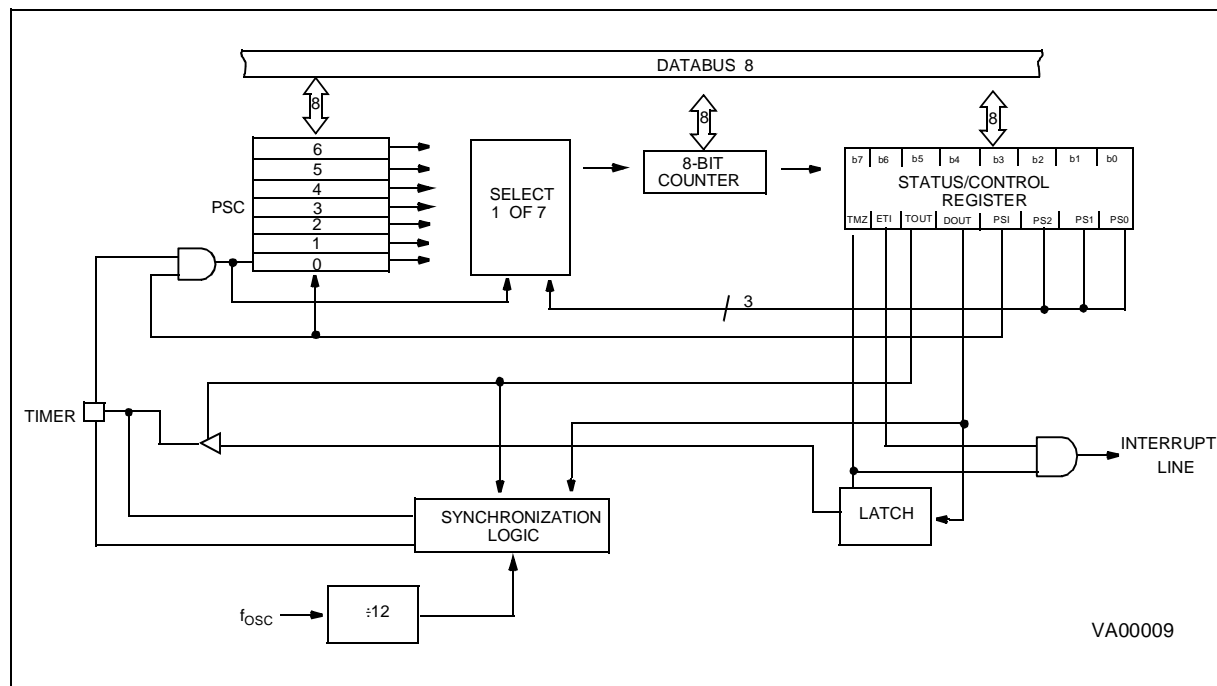 DATABUS 8
8
8
8
6
5
4
3
2
1
0
PSC
SELECT
1 OF 7
8-BIT
COUNTER
b7 b6 b5 b4 b3 b2 b1 b0
STATUS/CONTROL
REGISTER
TMZ ETI TOUT DOUT PSI PS2 PS1 PS0
3
TIMER
INTERRUPT
LINE
LATCH
SYNCHRONIZATION
LOGIC
fOSC
÷12
VA00009